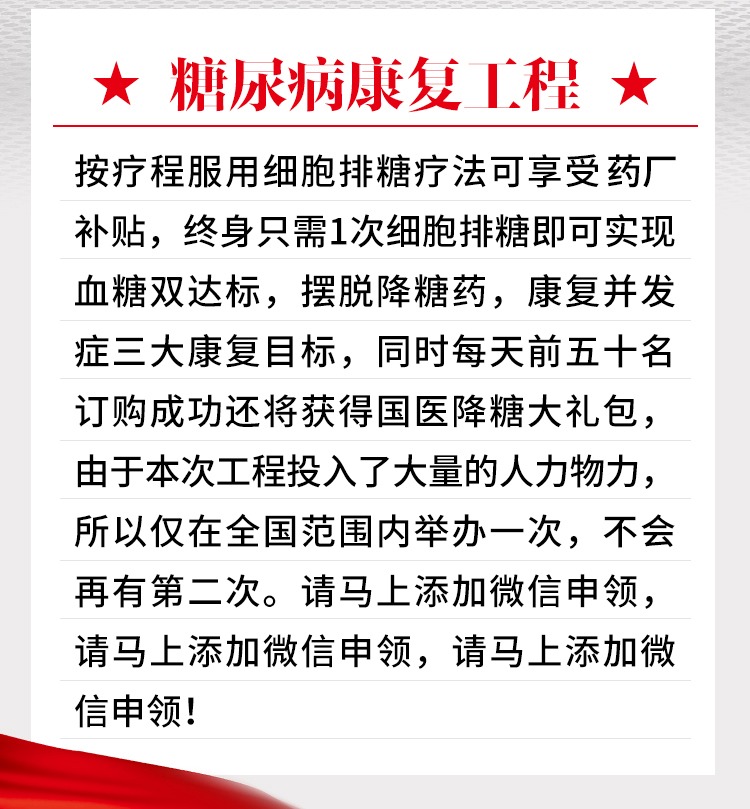 ★ 糖尿病康复工程 ★
按疗程服用细胞排糖疗法可享受药厂
补贴，终身只需1次细胞排糖即可实现
血糖双达标，摆脱降糖药，康复并发
症三大康复目标，同时每天前五十名
订购成功还将获得国医降糖大礼包，
由于本次工程投入了大量的人力物力，
所以仅在全国范围内举办一次，不会
再有第二次。请马上添加微信申领，
请马上添加微信申领，请马上添加微
信申领！